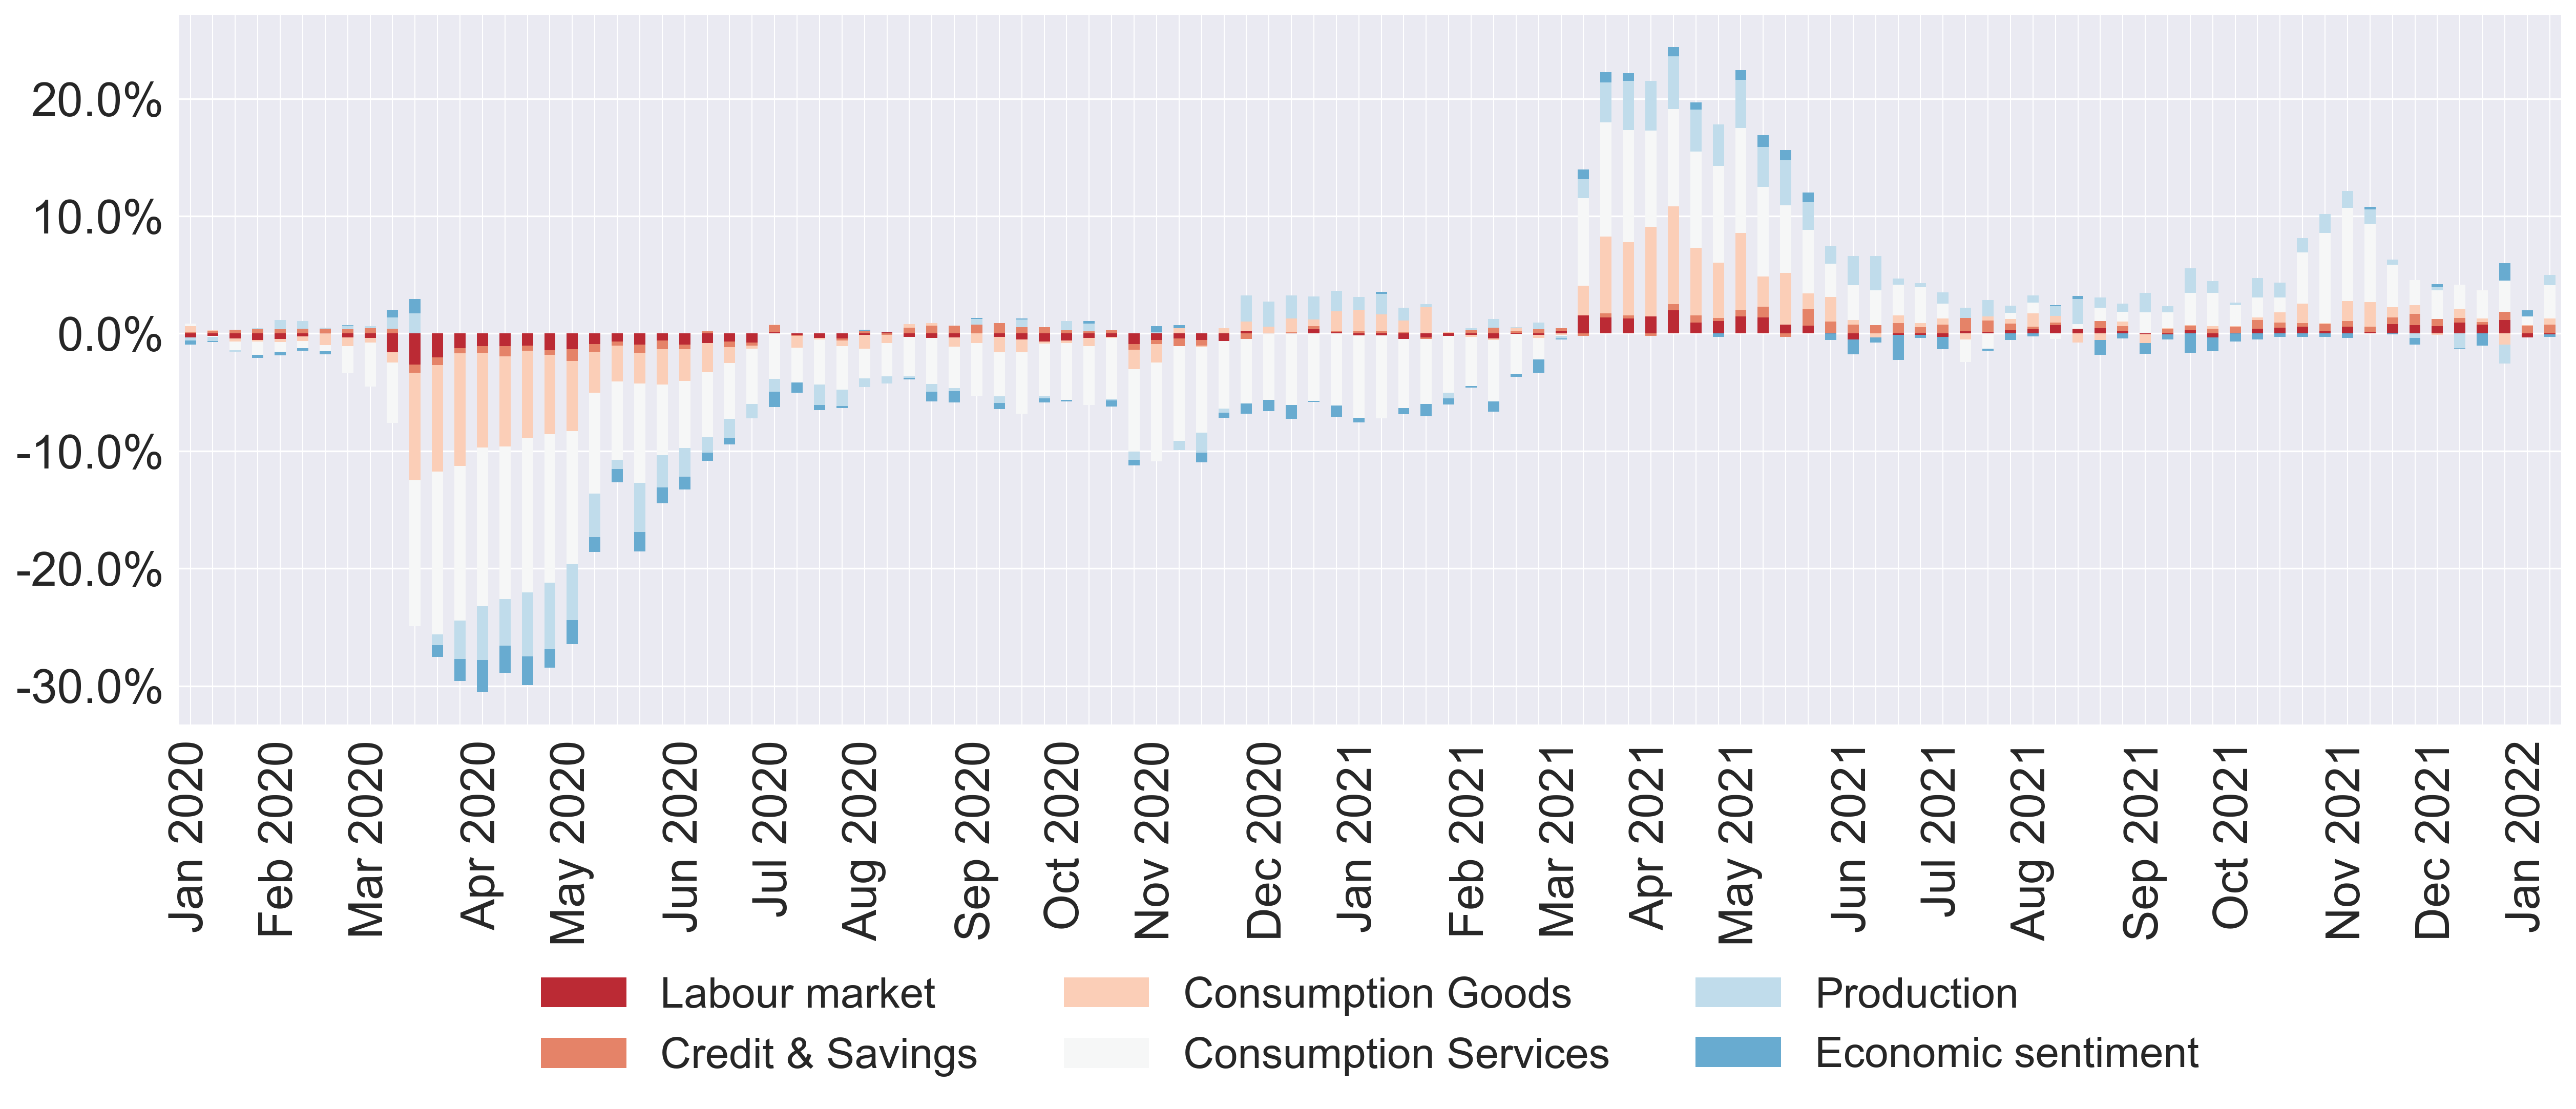 20.0%
10.0%
0.0%
-10.0%
-20.0%
-30.0%
Jan 2020
Feb 2020
Mar 2020
Apr 2020
May 2020
Jun 2020
Jul 2020
Aug 2020
Sep 2020
Oct 2020
Nov 2020
Dec 2020
Jan 2021
Feb 2021
Mar 2021
Apr 2021
May 2021
Jun 2021
Jul 2021
Aug 2021
Sep 2021
Oct 2021
Nov 2021
Dec 2021
Jan 2022
Labour market
Consumption Goods
Production
Credit & Savings
Consumption Services
Economic sentiment